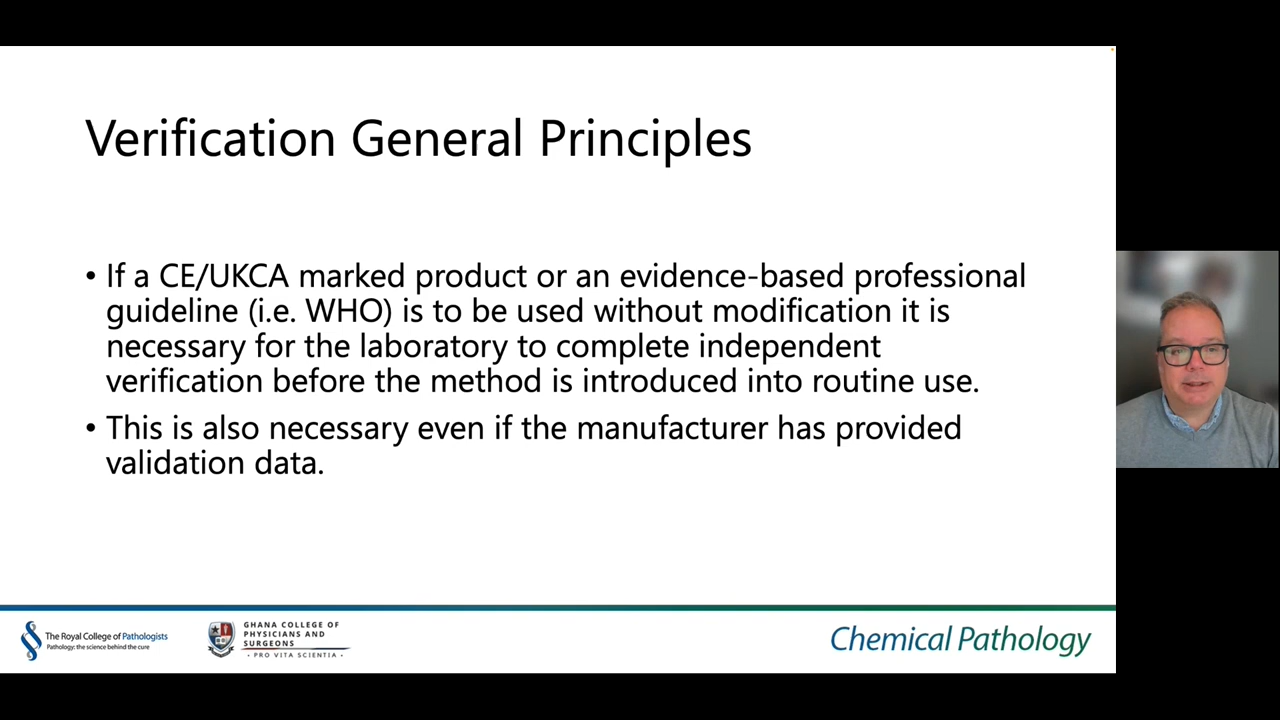 Verification General Principles
• If a CE/UKCA marked product or an evidence-based professional
guideline (i.e. WHO) is to be used without modification it is
necessary for the laboratory to complete independent
verification before the method is introduced into routine use.
• This is also necessary even if the manufacturer has provided
validation data.
The Royal College of Pathologists
Pathology: the science behind the cure
GHANA COLLEGE OF
PHYSICIANS AND
SURGEONS
• PRO VITA SCIENTIA •
Chemical Pathology